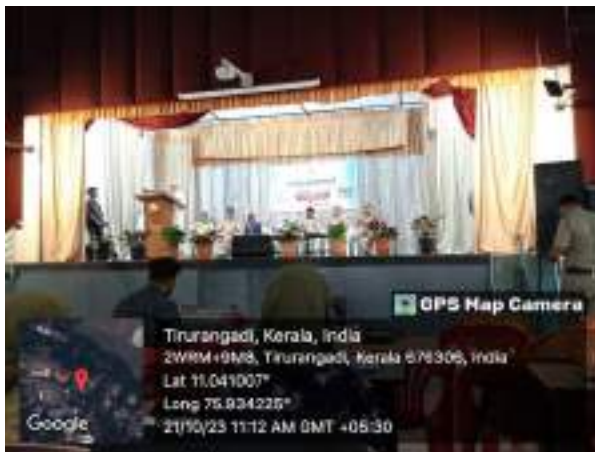 GPS Map Camera
Tirurangadi, Kerala, India
2WRM+9M8, Tirurangadi, Kerala 676306, India
Lat 11.041007°
Long 75.934225°
21/10/23 11:12 AM GMT +05:30
Google